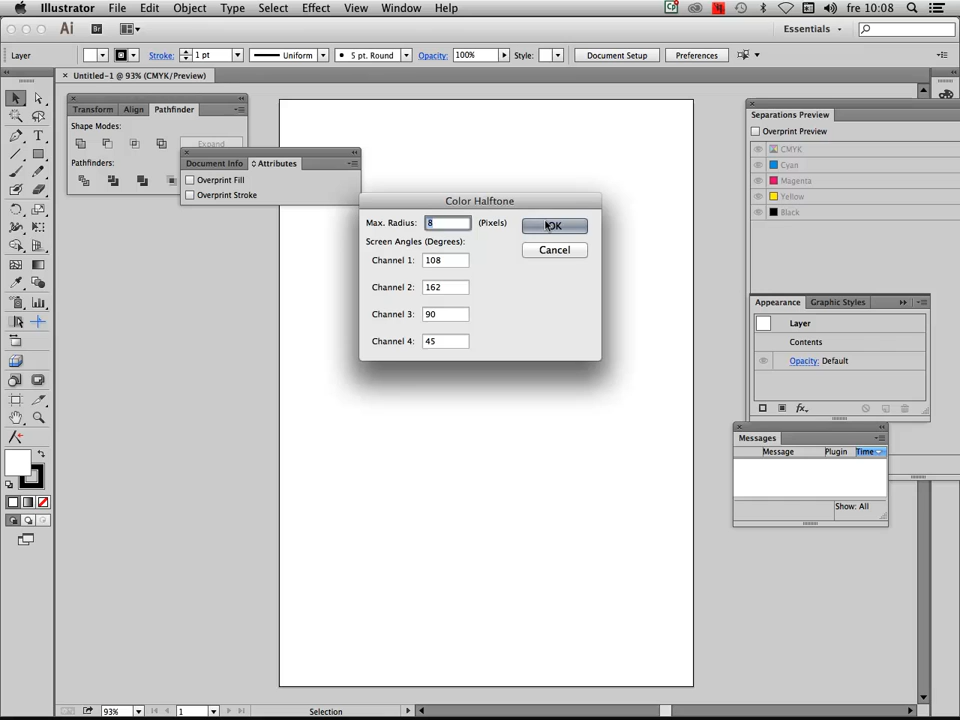 Illustrator File Edit Object Type Select Effect View Window Help fre 10:08
Ai Br Essentials
Layer Stroke: 1 pt Uniform 5 pt. Round Opacity: 100% Style: Document Setup Preferences
× Untitled-1 @ 93% (CMYK/Preview)
Transform Align Pathfinder
Shape Modes:
Expand
Pathfinders:
Document Info Attributes
Overprint Fill
Overprint Stroke
Color Halftone
Max. Radius: 8 (Pixels) OK
Screen Angles (Degrees): Cancel
Channel 1: 108
Channel 2: 162
Channel 3: 90
Channel 4: 45
Separations Preview
Overprint Preview
CMYK
Cyan
Magenta
Yellow
Black
Appearance Graphic Styles
Layer
Contents
Opacity: Default
fx
Messages
Message Plugin Time
Show: All
93% 1 Selection